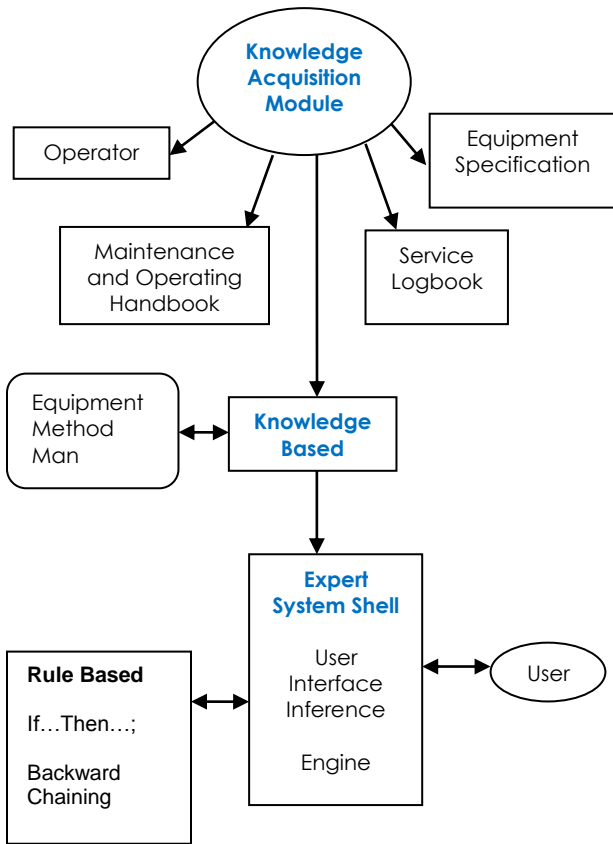 Knowledge
Acquisition
Module
Operator
Equipment
Specification
Maintenance
and Operating
Handbook
Service
Logbook
Equipment
Method
Man
Knowledge
Based
Expert
System Shell
User
Interface
Inference
Engine
Rule Based
If…Then…;
Backward
Chaining
User